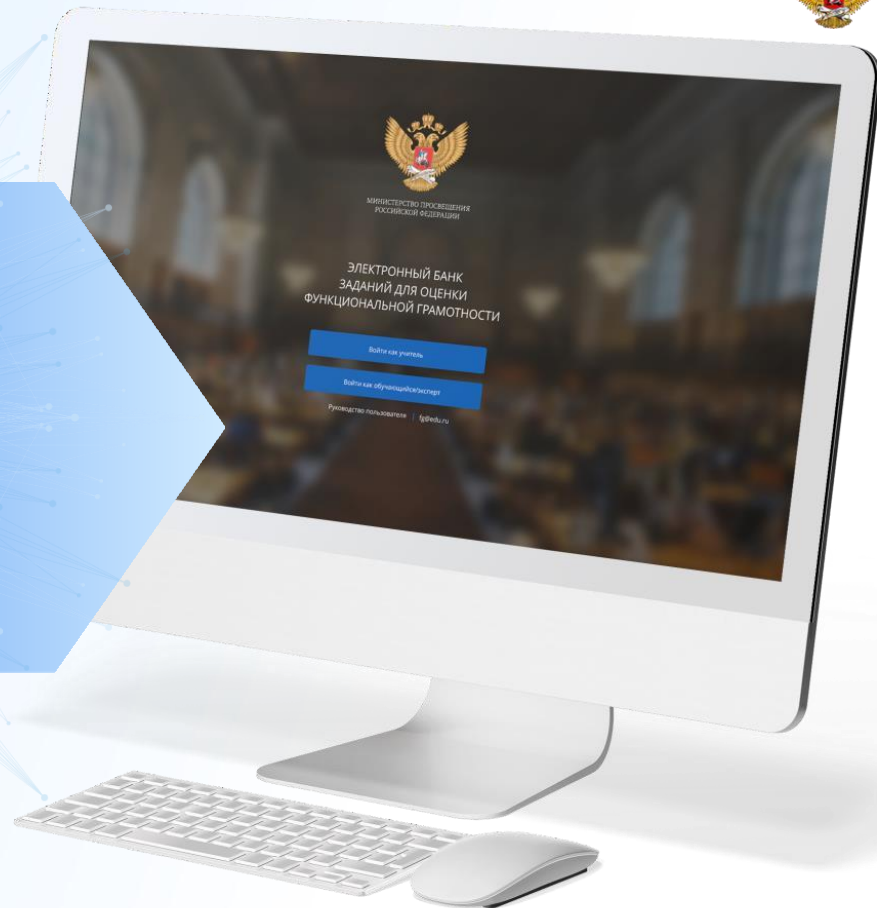 МИНИСТЕРСТВО ПРОСВЕЩЕНИЯ
РОССИЙСКОЙ ФЕДЕРАЦИИ
ЭЛЕКТРОННЫЙ БАНК
ЗАДАНИЙ ДЛЯ ОЦЕНКИ
ФУНКЦИОНАЛЬНОЙ ГРАМОТНОСТИ
Войти как учитель
Войти как обучающийся/эксперт
Руководство пользователя | fg@edu.ru